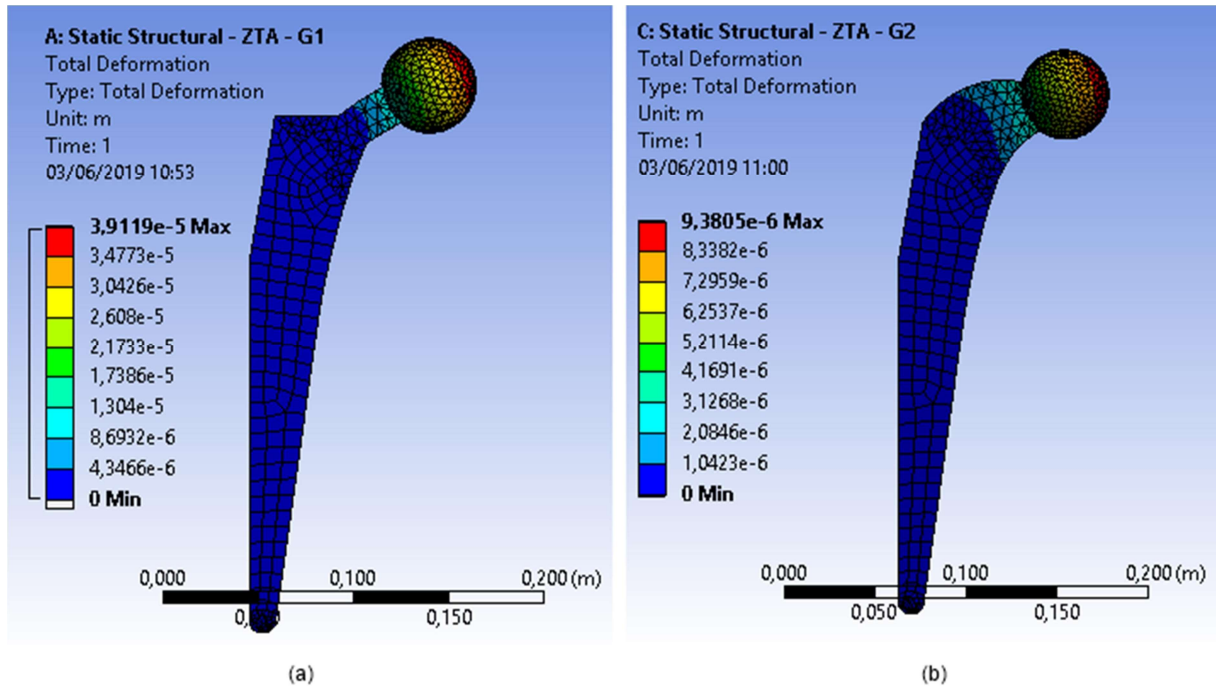 A: Static Structural - ZTA - G1
Total Deformation
Type: Total Deformation
Unit: m
Time: 1
03/06/2019 10:53
3,9119e-5 Max
3,4773e-5
3,0426e-5
2,608e-5
2,1733e-5
1,7386e-5
1,304e-5
8,6932e-6
4,3466e-6
0 Min
0,000
0,100
0,200 (m)
0,150
(a)
C: Static Structural - ZTA - G2
Total Deformation
Type: Total Deformation
Unit: m
Time: 1
03/06/2019 11:00
9,3805e-6 Max
8,3382e-6
7,2959e-6
6,2537e-6
5,2114e-6
4,1691e-6
3,1268e-6
2,0846e-6
1,0423e-6
0 Min
0,000
0,100
0,200 (m)
0,050
0,150
(b)